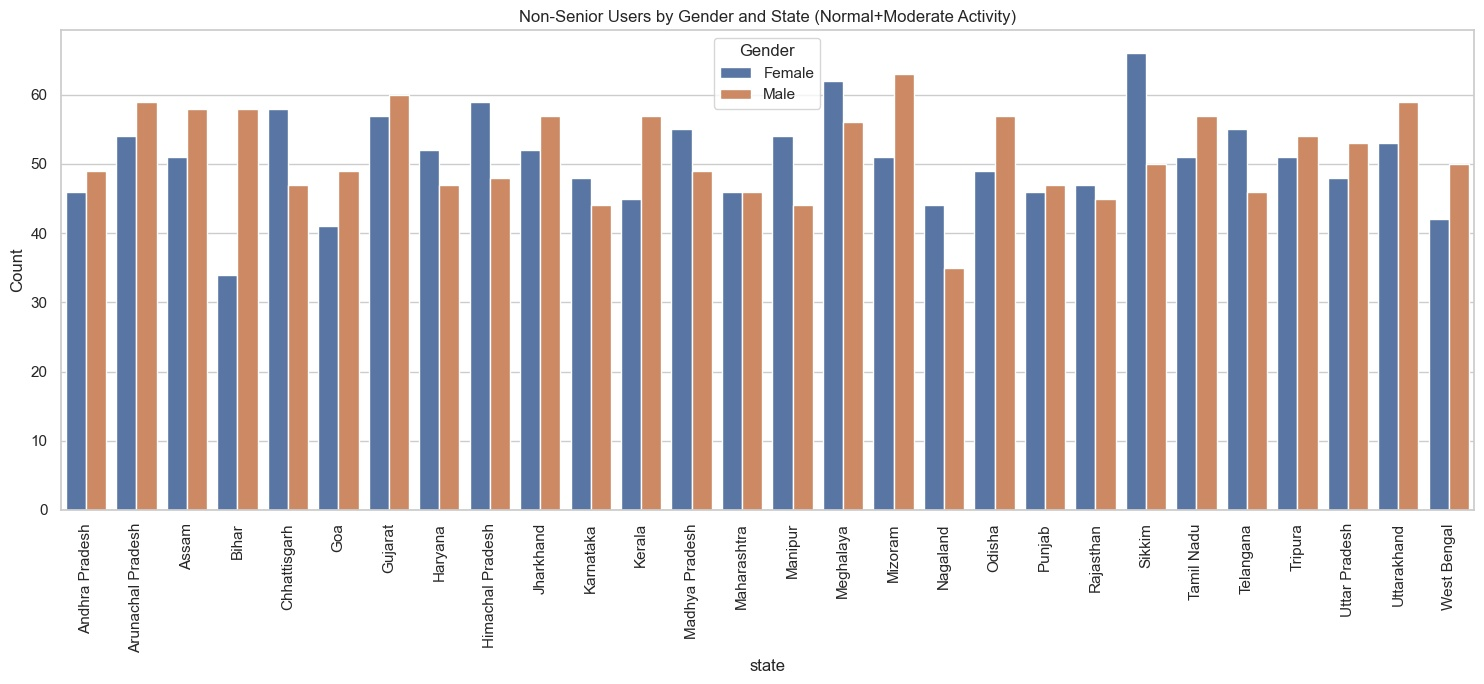 Non-Senior Users by Gender and State (Normal+Moderate Activity)
Gender
Female
Male
Count
60
50
40
30
20
10
0
Andhra Pradesh
Arunachal Pradesh
Assam
Bihar
Chhattisgarh
Goa
Gujarat
Haryana
Himachal Pradesh
Jharkhand
Karnataka
Kerala
Madhya Pradesh
Maharashtra
Manipur
Meghalaya
Mizoram
Nagaland
Odisha
Punjab
Rajasthan
Sikkim
Tamil Nadu
Telangana
Tripura
Uttar Pradesh
Uttarakhand
West Bengal
state